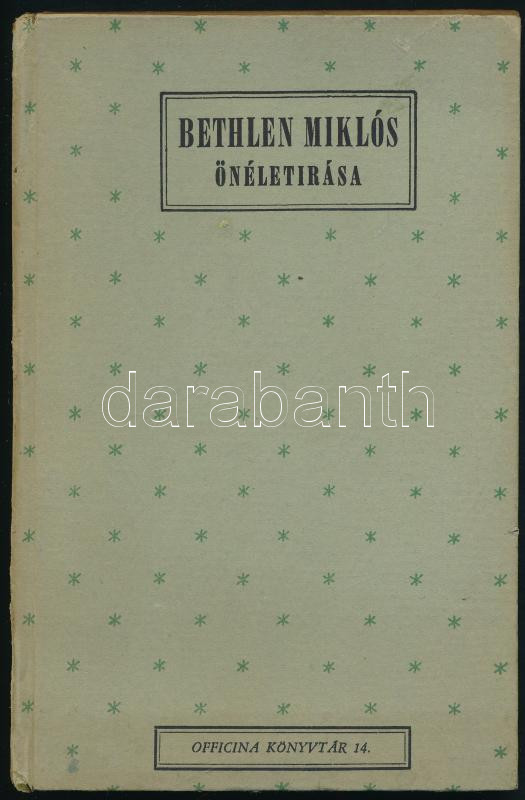 BETHLEN MIKLÓS
ÖNÉLETIRÁSA
darabanth
OFFICINA KÖNYVTÁR 14.